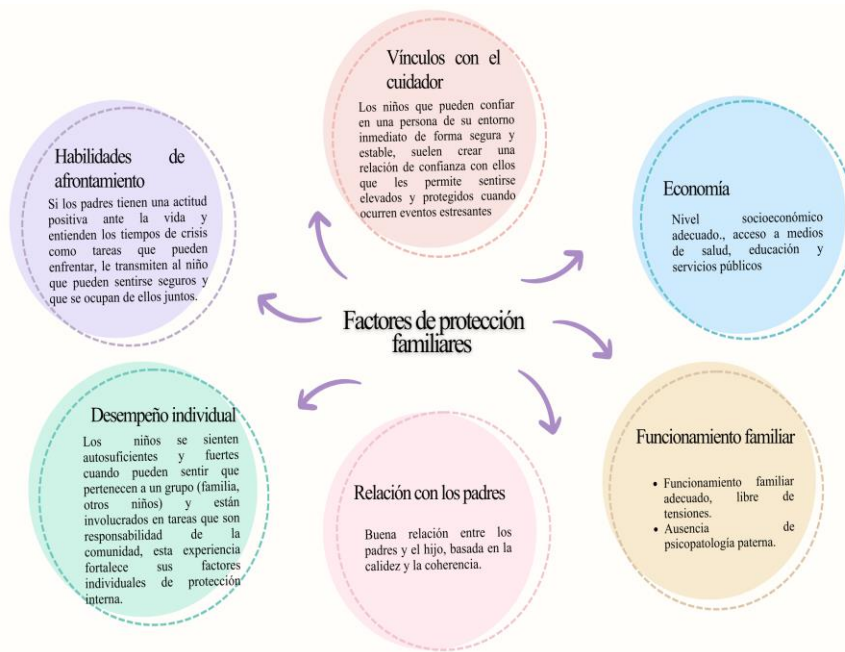 Vínculos con el
cuidador
Los niños que pueden confiar
en una persona de su entorno
inmediato de forma segura y
estable, suelen crear una
relación de confianza con ellos
que les permite sentirse
elevados y protegidos cuando
ocurren eventos estresantes
Habilidades de
afrontamiento
Si los padres tienen una actitud
positiva ante la vida y
entienden los tiempos de crisis
como tareas que pueden
enfrentar, le transmiten al niño
que pueden sentirse seguros y
que se ocupan de ellos juntos.
Economía
Nivel socioeconómico
adecuado., acceso a medios
de salud, educación y
servicios públicos
Factores de protección
familiares
Desempeño individual
Los niños se sienten
autosuficientes y fuertes
cuando pueden sentir que
pertenecen a un grupo (familia,
otros niños) y están
involucrados en tareas que son
responsabilidad de la
comunidad, esta experiencia
fortalece sus factores
individuales de protección
interna.
Relación con los padres
Buena relación entre los
padres y el hijo, basada en la
calidez y la coherencia.
Funcionamiento familiar
• Funcionamiento familiar
adecuado, libre de
tensiones.
• Ausencia de
psicopatología paterna.